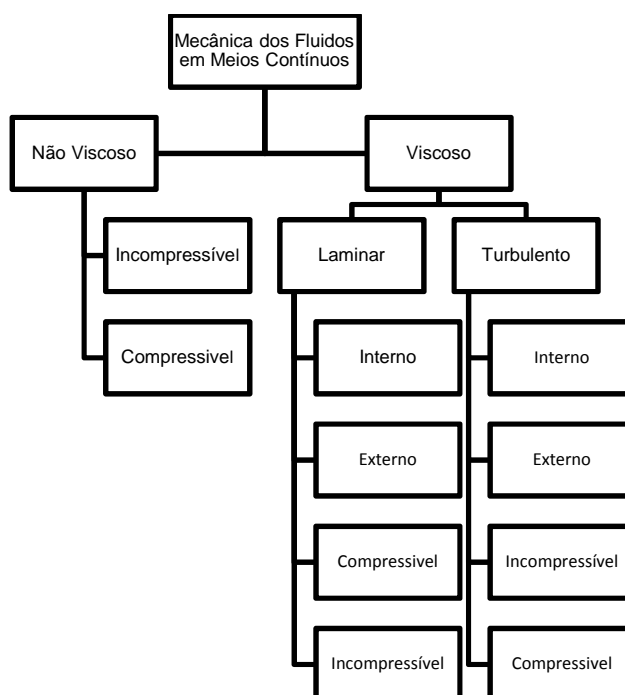 Mecânica dos Fluidos
em Meios Contínuos
Não Viscoso
Viscoso
Incompressível
Compressivel
Laminar
Turbulento
Interno
Externo
Compressivel
Incompressível
Interno
Externo
Incompressível
Compressivel